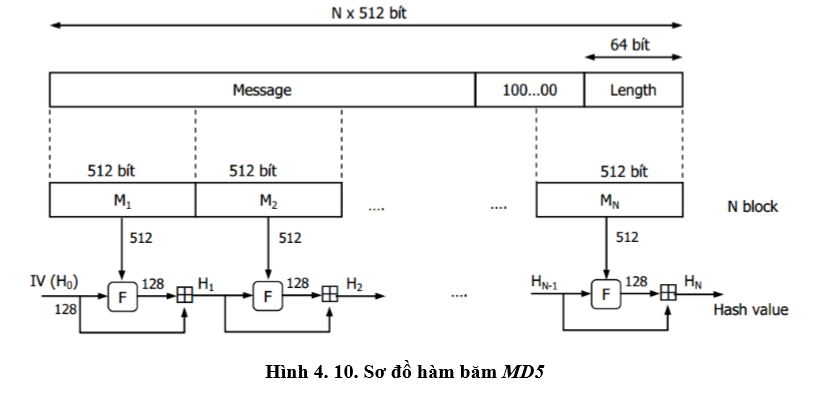 N x 512 bít
64 bít
Message 100...00 Length
512 bít 512 bít 512 bít
M1 M2 .... .... MN N block
512 512 512
IV (H0) 128 H1 128 H2 HN-1 128 HN
F F .... F
128 Hash value
Hình 4. 10. Sơ đồ hàm băm MD5